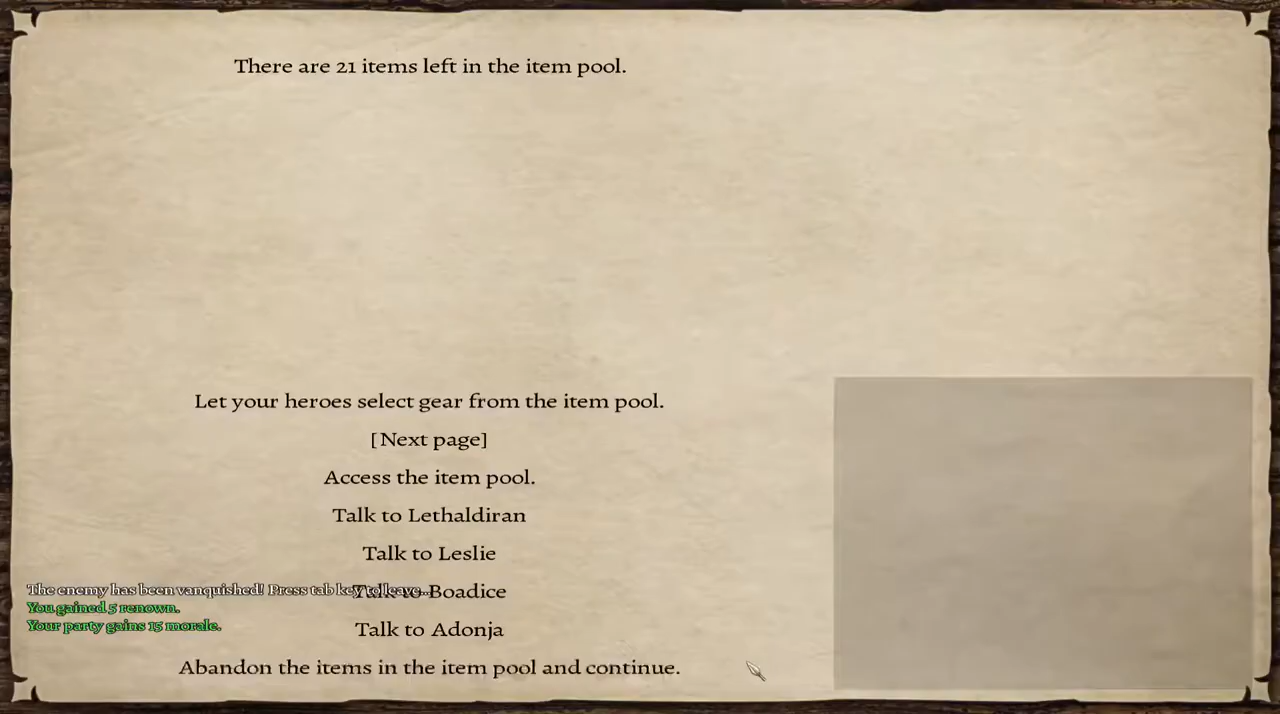 There are 21 items left in the item pool.
Let your heroes select gear from the item pool.
[Next page]
Access the item pool.
Talk to Lethaldiran
Talk to Leslie
The enemy has been vanquished! Press tab key to leave...
Talk to Boadice
You gained 5 renown.
Your party gains 15 morale.
Talk to Adonja
Abandon the items in the item pool and continue.